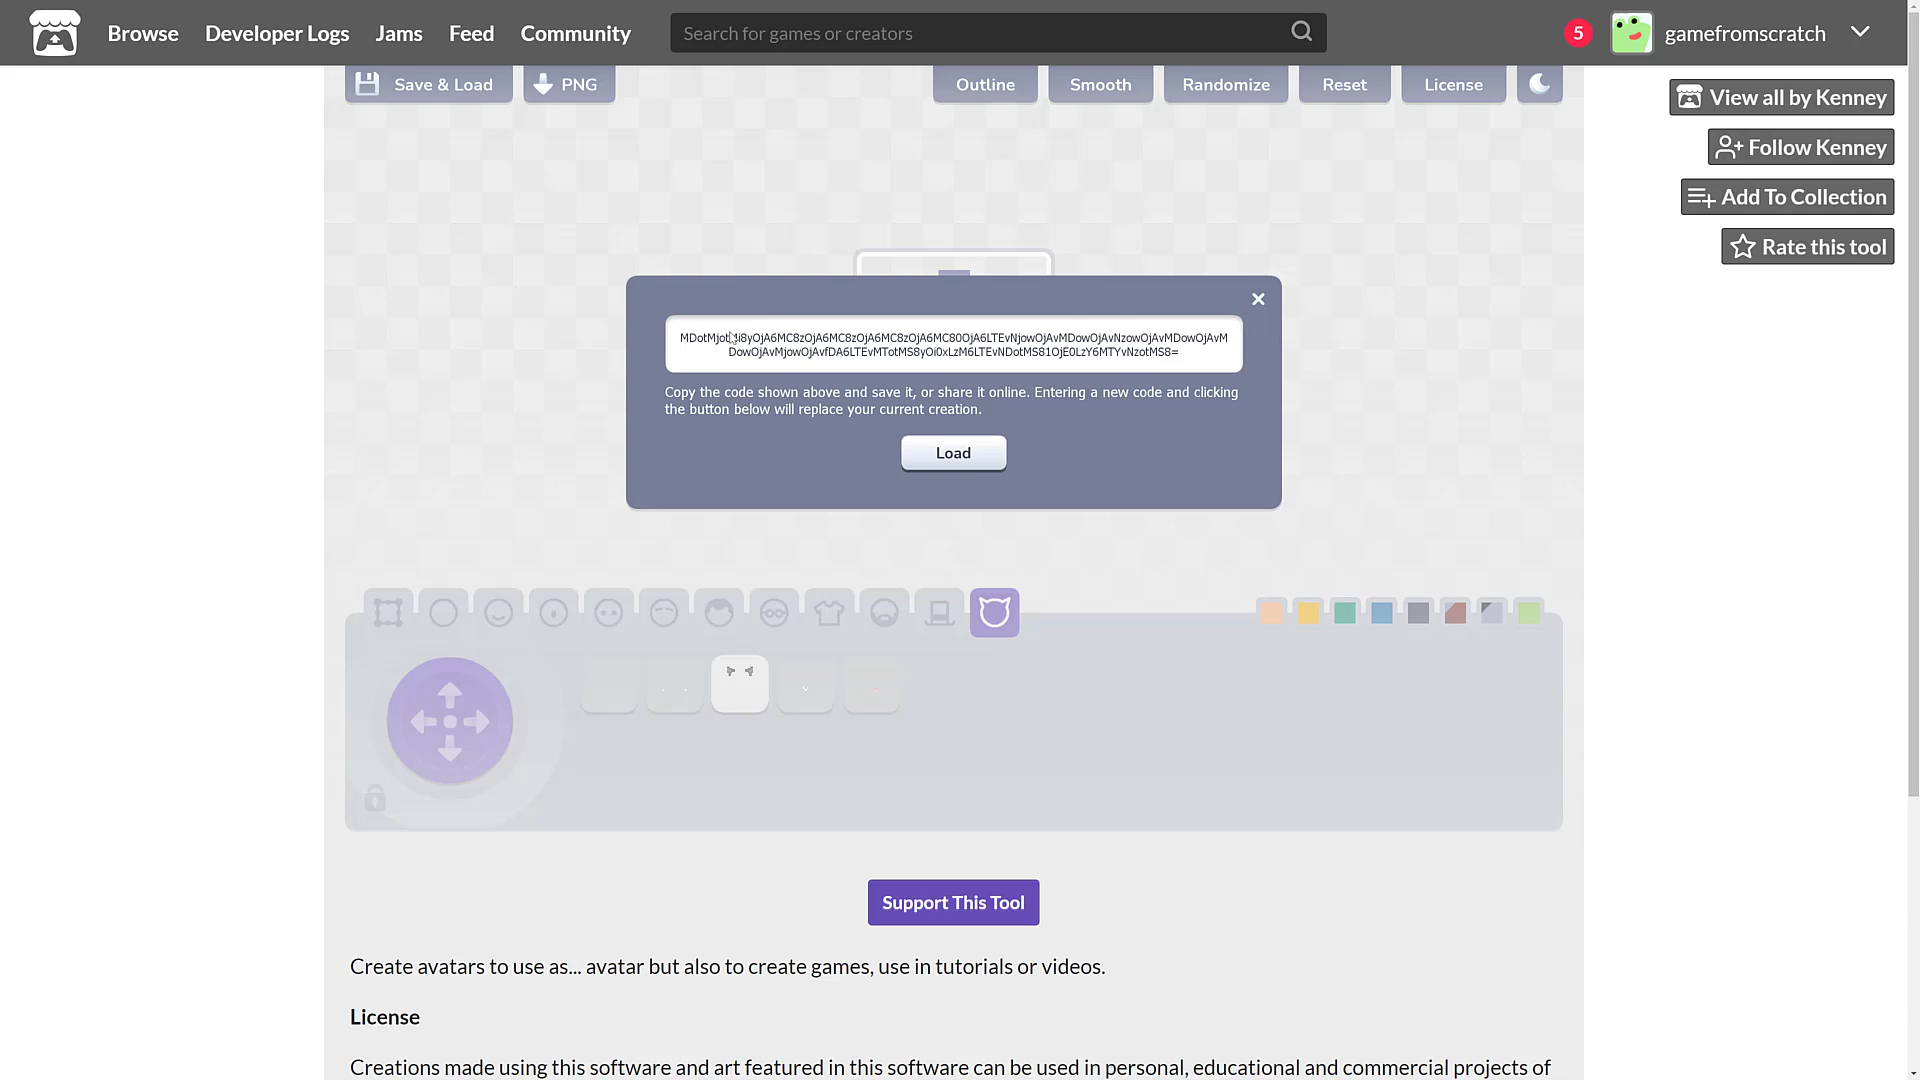 Browse Developer Logs Jams Feed Community Search for games or creators 5 gamefromscratch
Save & Load PNG Outline Smooth Randomize Reset License
View all by Kenney
Follow Kenney
Add To Collection
Rate this tool
DowOjAvMjowOjAvfDA6LTEvMTotMS8yOi0xLzM6LTEvNDotMS81OjE0LzY6MTYvNzotMS8=
Copy the code shown above and save it, or share it online. Entering a new code and clicking
the button below will replace your current creation.
Load
Support This Tool
Create avatars to use as... avatar but also to create games, use in tutorials or videos.
License
Creations made using this software and art featured in this software can be used in personal, educational and commercial projects of